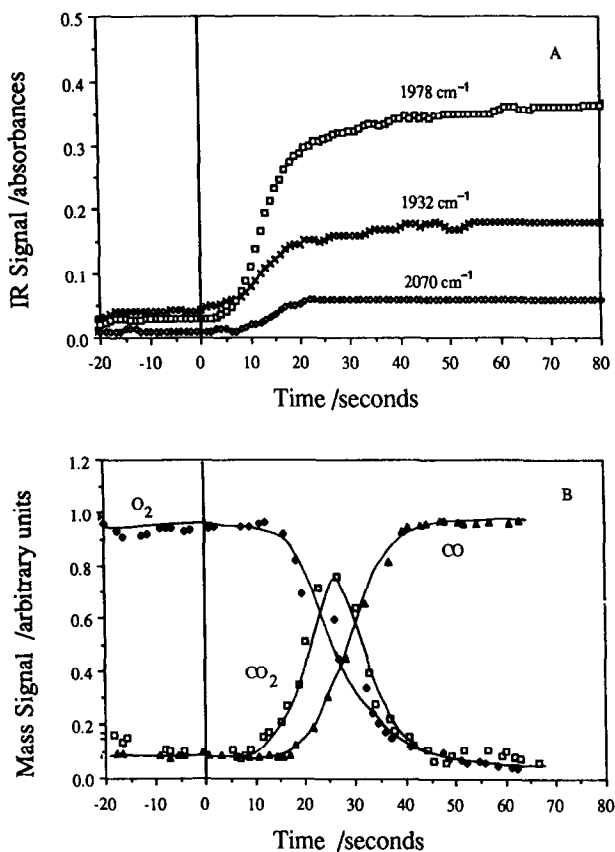 A
IR Signal /absorbances
0.5
0.4
0.3
0.2
0.1
0.0
1978 cm⁻¹
1932 cm⁻¹
2070 cm⁻¹
-20 -10 0 10 20 30 40 50 60 70 80
Time /seconds
B
Mass Signal /arbitrary units
1.2
1.0
0.8
0.6
0.4
0.2
0.0
O₂
CO
CO₂
-20 -10 0 10 20 30 40 50 60 70 80
Time /seconds